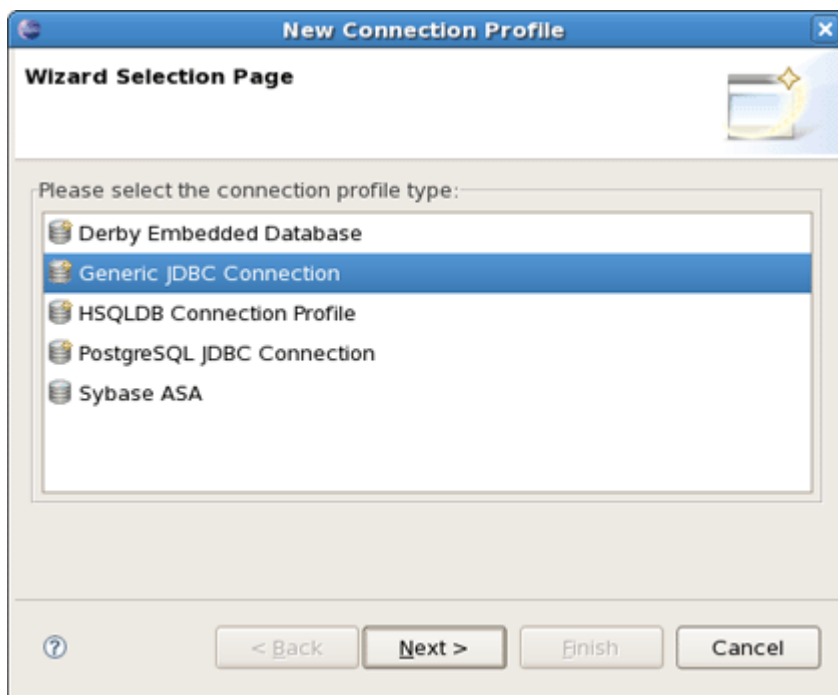 New Connection Profile
Wizard Selection Page
Please select the connection profile type:
Derby Embedded Database
Generic JDBC Connection
HSQLDB Connection Profile
PostgreSQL JDBC Connection
Sybase ASA
? < Back Next > Finish Cancel